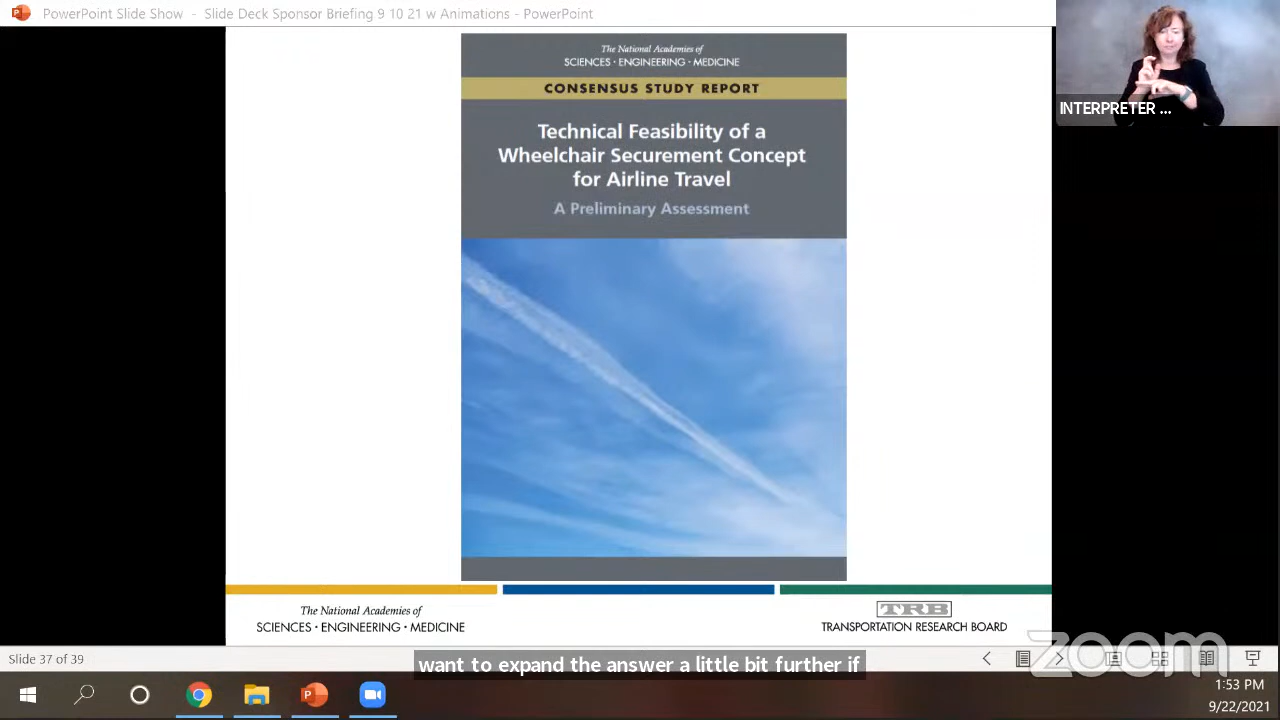 PowerPoint Slide Show - Slide Deck Sponsor Briefing 9 10 21 w Animations - PowerPoint
INTERPRETER ...
The National Academies of
SCIENCES · ENGINEERING · MEDICINE
CONSENSUS STUDY REPORT
Technical Feasibility of a
Wheelchair Securement Concept
for Airline Travel
A Preliminary Assessment
The National Academies of
SCIENCES · ENGINEERING · MEDICINE
TRB
TRANSPORTATION RESEARCH BOARD
Slide 37 of 39
zoom
want to expand the answer a little bit further if
1:53 PM
9/22/2021